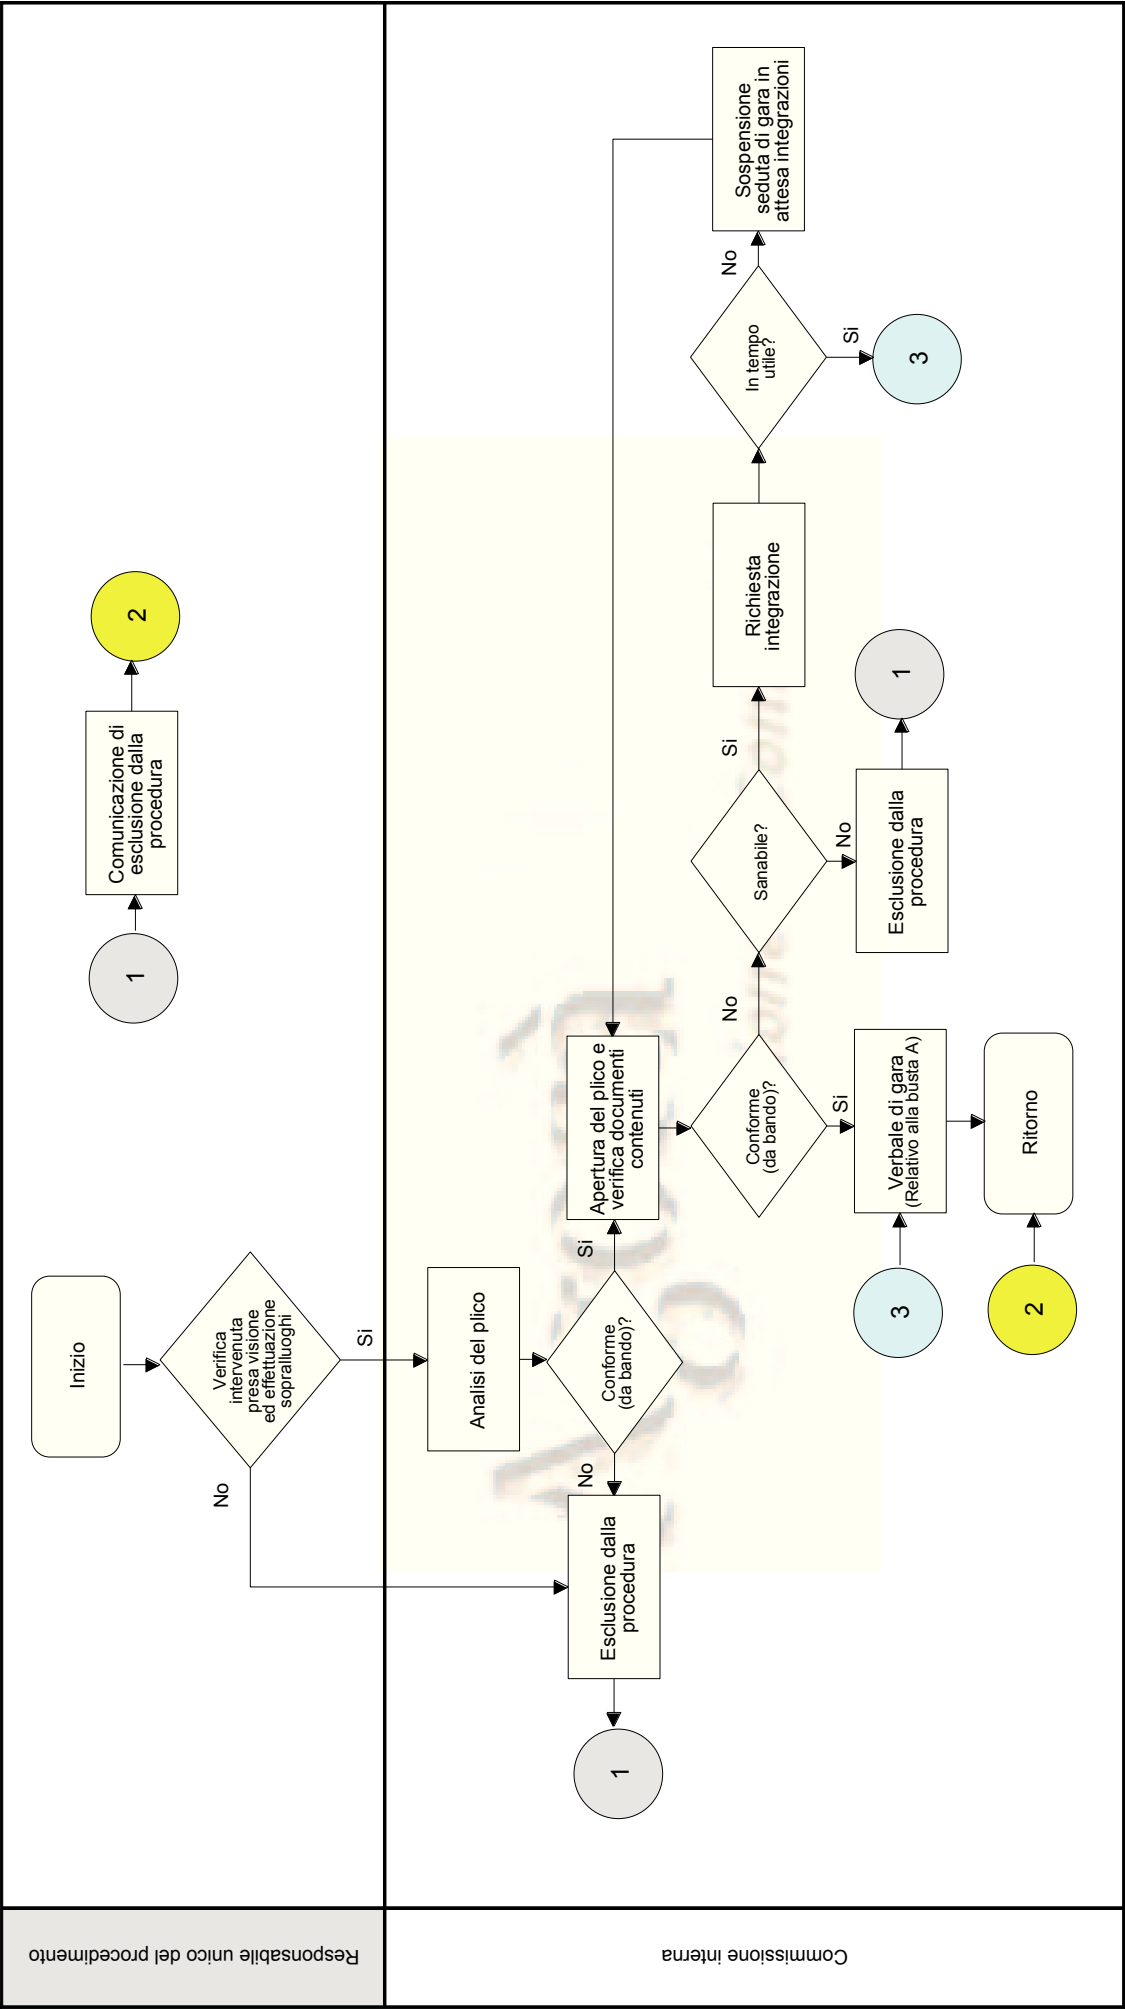 Responsabile unico del procedimento
Inizio
Verifica
intervenuta
presa visione
ed effettuazione
sopralluoghi
No
Si
1
Comunicazione di
esclusione dalla
procedura
2
Commissione interna
Analisi del plico
Conforme
(da bando)?
No
Si
Esclusione dalla
procedura
1
Apertura del plico e
verifica documenti
contenuti
Conforme
(da bando)?
No
Si
Sanabile?
Si
No
Richiesta
integrazione
In tempo
utile?
No
Si
Sospensione
seduta di gara in
attesa integrazioni
3
Esclusione dalla
procedura
1
3
Verbale di gara
(Relativo alla busta A)
2
Ritorno